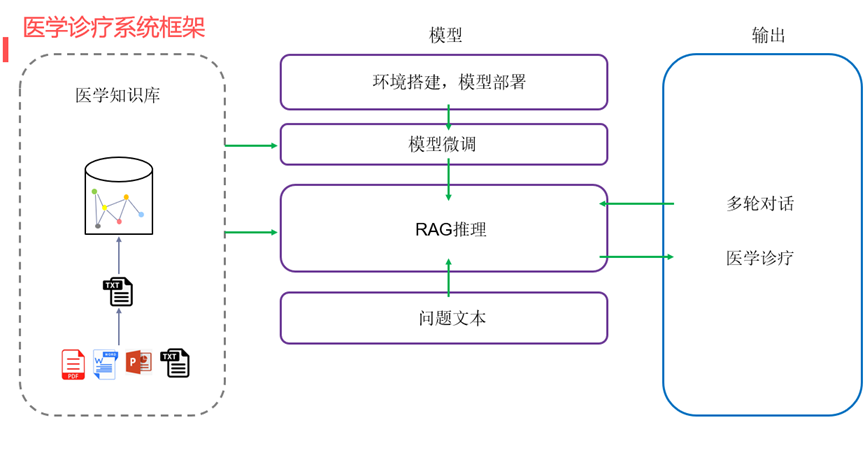 医学诊疗系统框架
模型
输出
医学知识库
环境搭建，模型部署
模型微调
RAG推理
问题文本
多轮对话
医学诊疗
TXT
PDF
WORD
W
P
TXT